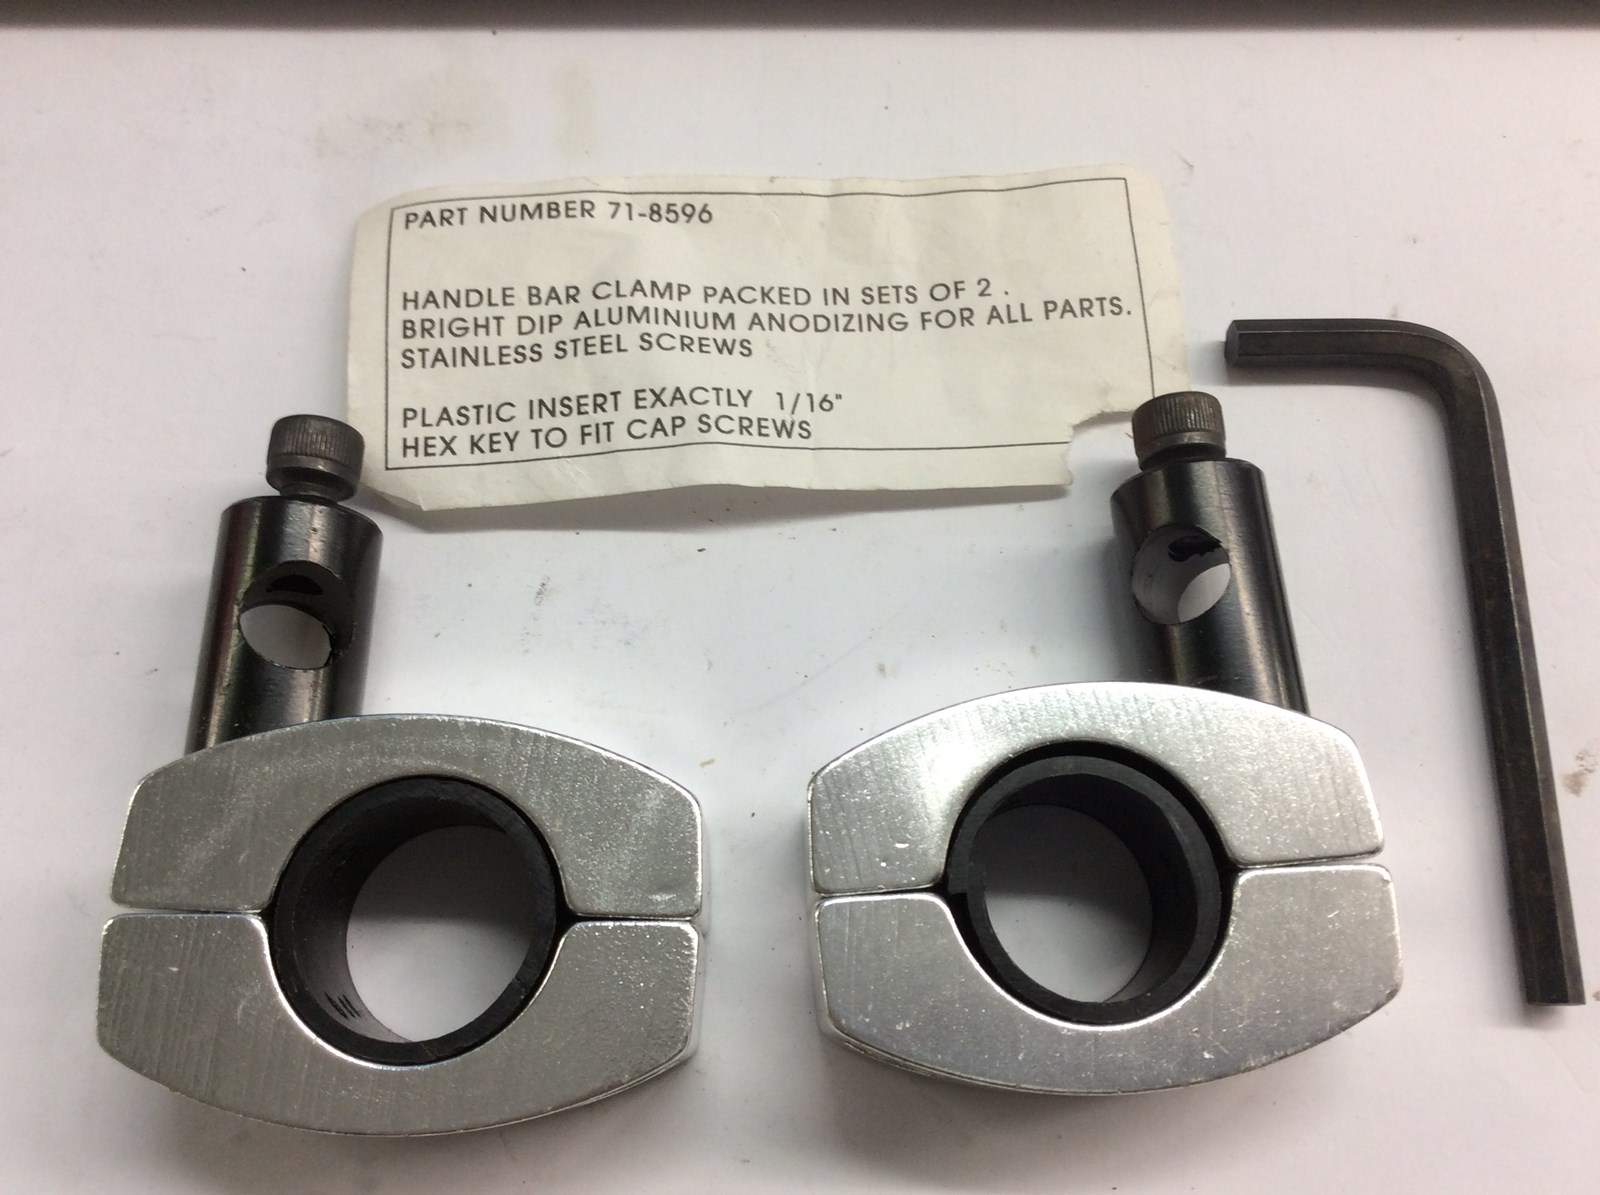 PART NUMBER 71-8596
HANDLE BAR CLAMP PACKED IN SETS OF 2 .
BRIGHT DIP ALUMINIUM ANODIZING FOR ALL PARTS.
STAINLESS STEEL SCREWS
PLASTIC INSERT EXACTLY 1/16"
HEX KEY TO FIT CAP SCREWS